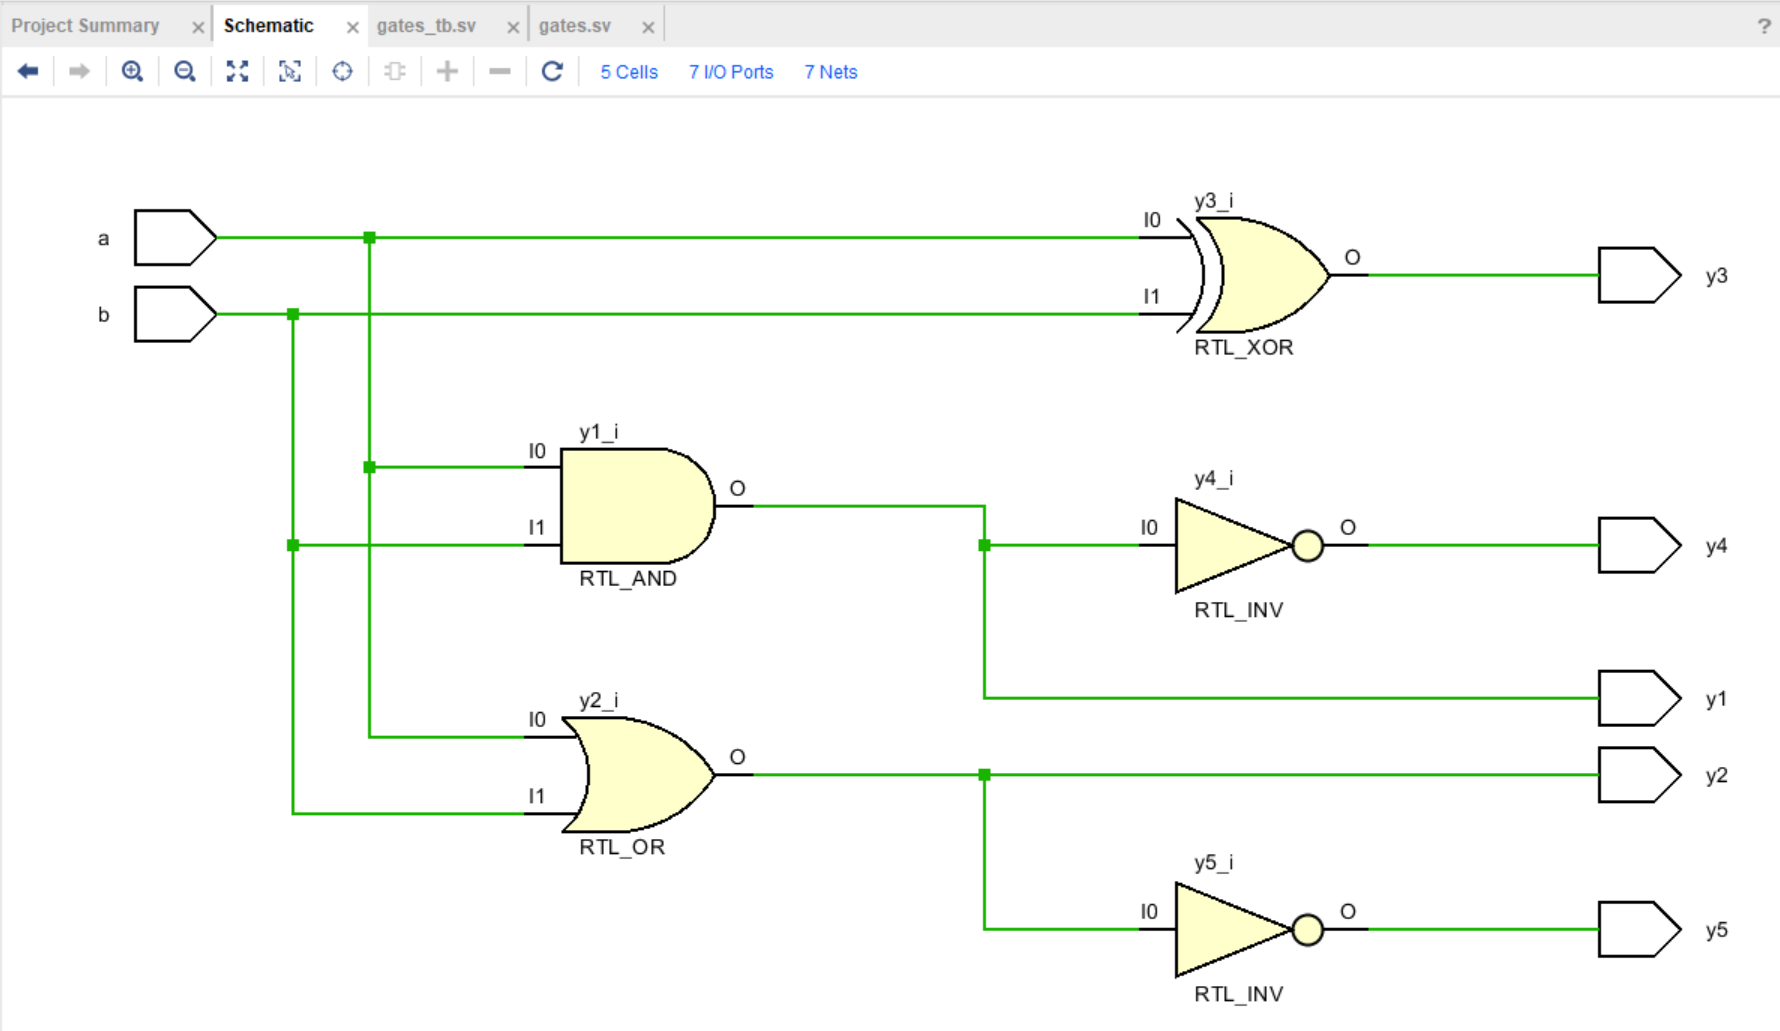 Project Summary × Schematic × gates_tb.sv × gates.sv × ?
5 Cells 7 I/O Ports 7 Nets
y3_i
I0
a
O
y3
I1
b
RTL_XOR
y1_i
I0
y4_i
O
I1
I0
O
y4
RTL_AND
RTL_INV
y2_i
y1
I0
O
y2
I1
RTL_OR
y5_i
I0
O
y5
RTL_INV